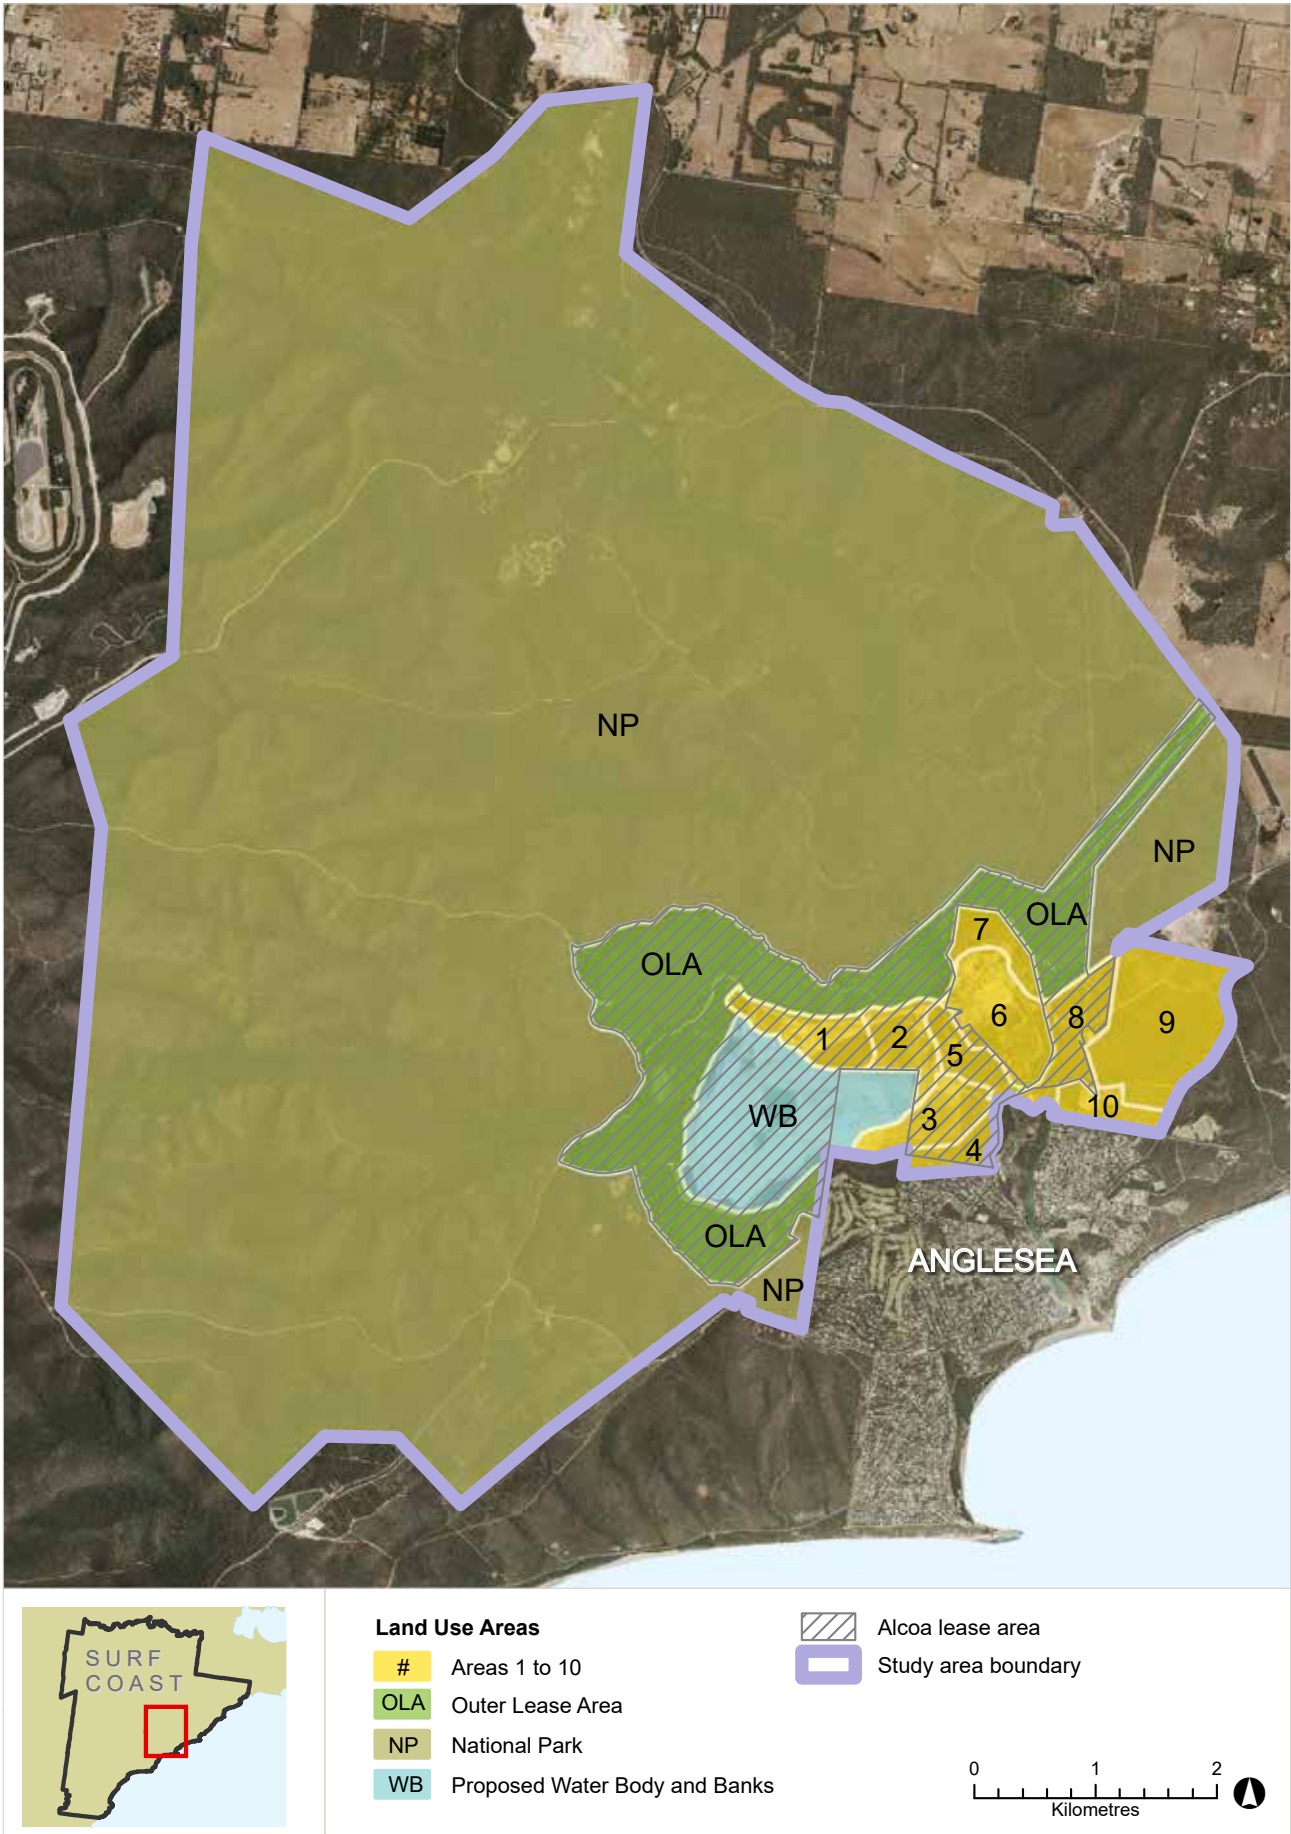 NP
NP
OLA
7
OLA
6
8
9
1
2
5
WB
3
10
4
OLA
ANGLESEA
NP
SURF
COAST
Land Use Areas
# Areas 1 to 10
OLA Outer Lease Area
NP National Park
WB Proposed Water Body and Banks
Alcoa lease area
Study area boundary
0 1 2
Kilometres